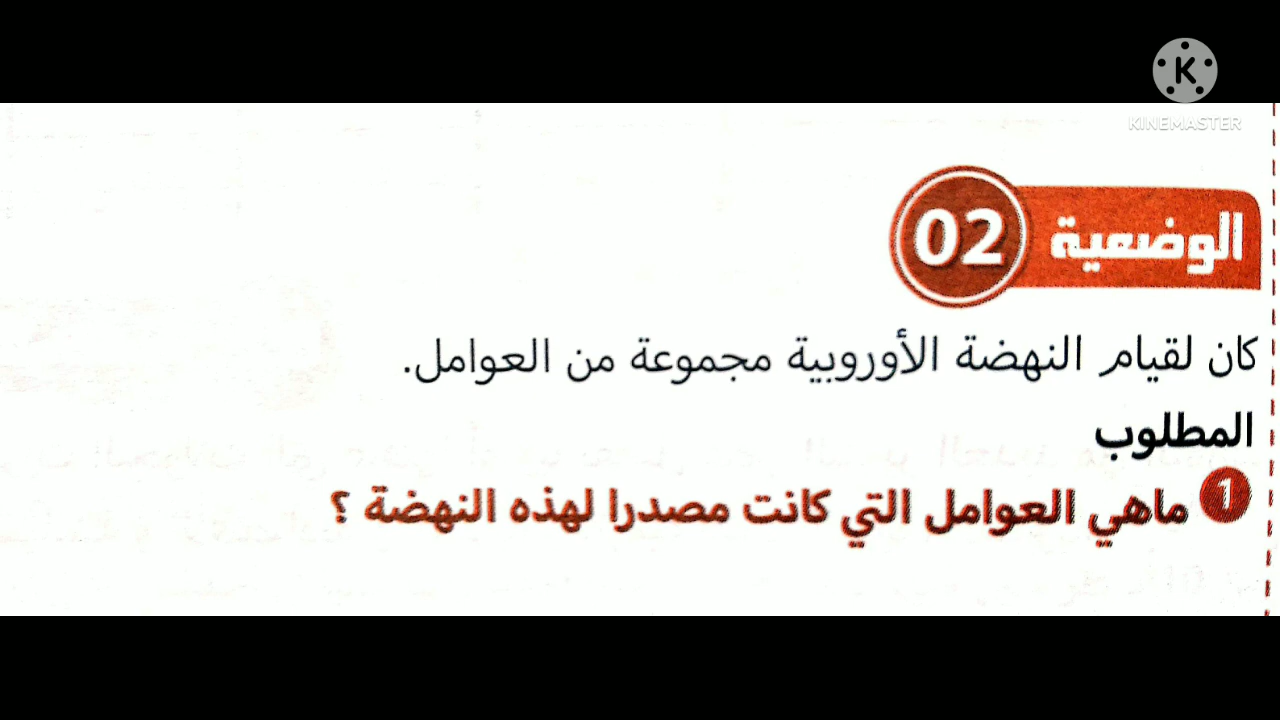 KINEMASTER
الوضعية 02
كان لقيام النهضة الأوروبية مجموعة من العوامل.
المطلوب
1 ماهي العوامل التي كانت مصدرا لهذه النهضة ؟